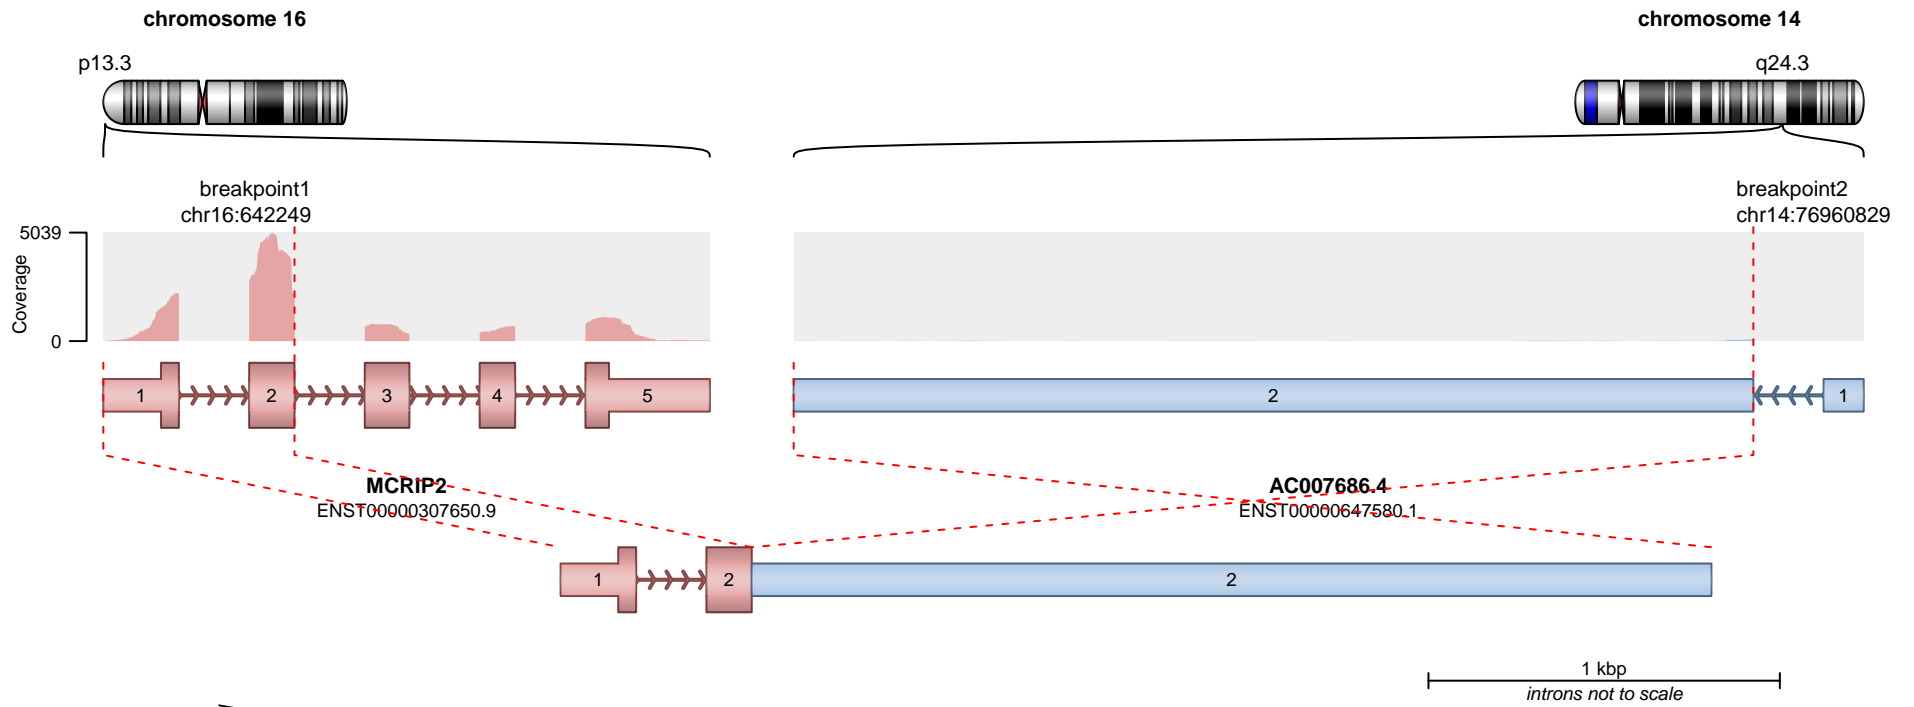 chromosome 16
chromosome 14
p13.3
q24.3
breakpoint1
chr16:642249
breakpoint2
chr14:76960829
5039
Coverage
0
1
2
3
4
5
2
1
MCRIP2
ENST00000307650.9
AC007686.4
ENST00000647580.1
1
2
2
1 kbp
introns not to scale